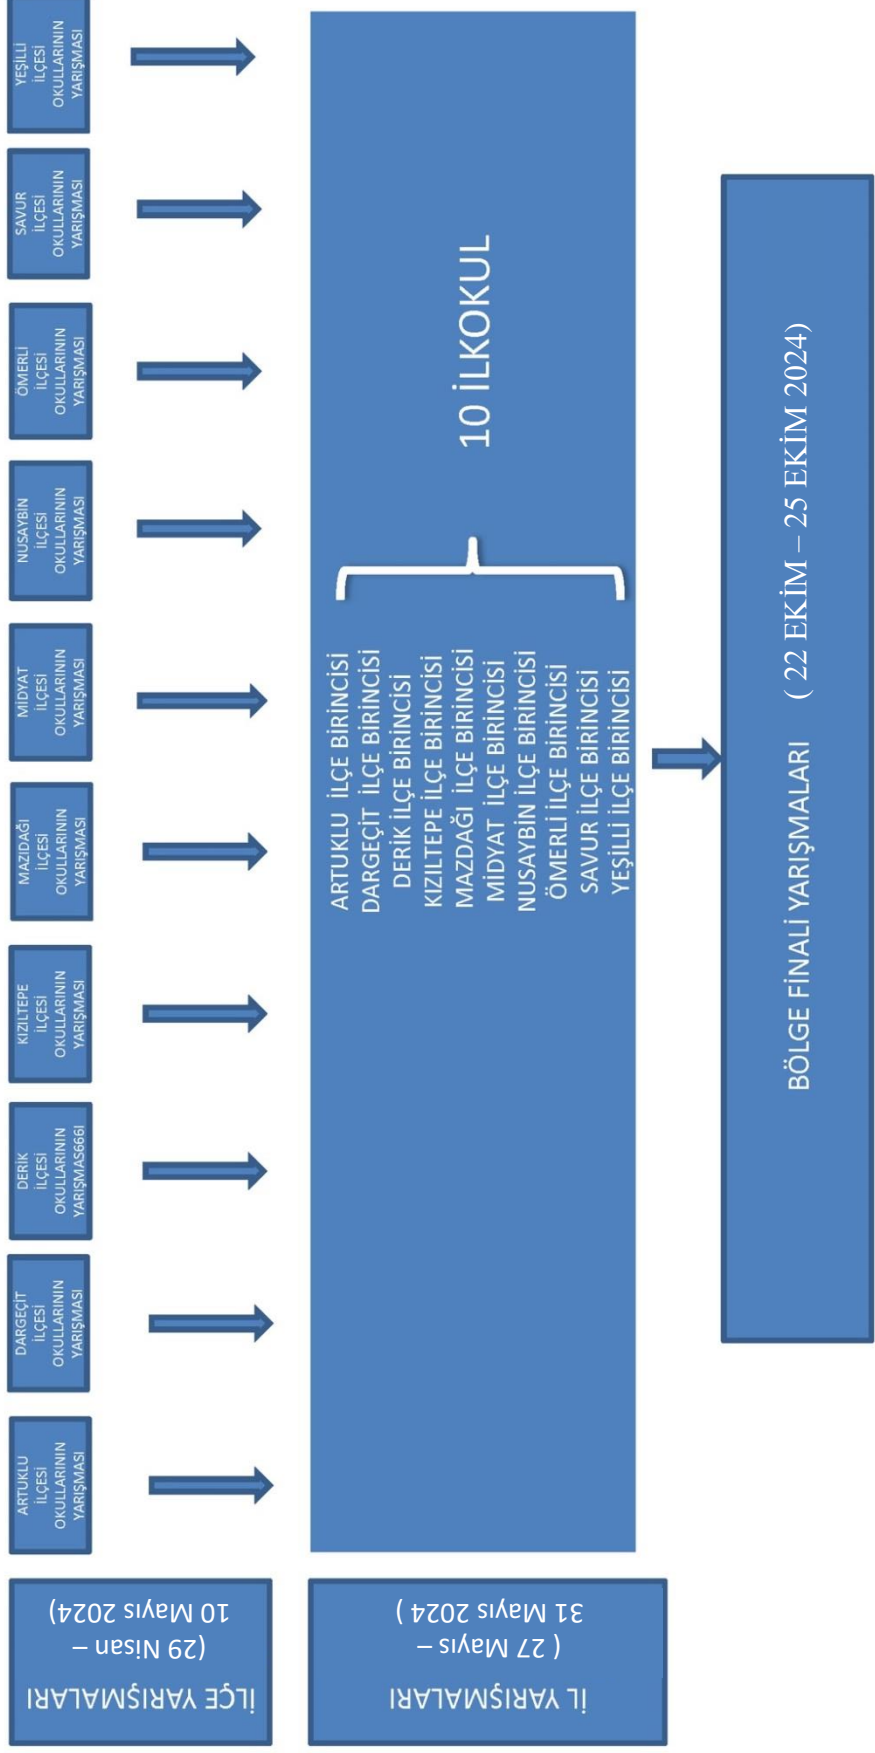 İLÇE YARIŞMALARI
(29 Nisan –
10 Mayıs 2024)
ARTUKLU
İLÇESİ
OKULLARININ
YARIŞMASI
DARGEÇİT
İLÇESİ
OKULLARININ
YARIŞMASI
DERİK
İLÇESİ
OKULLARININ
YARIŞMAS666I
KIZILTEPE
İLÇESİ
OKULLARININ
YARIŞMASI
MAZIDAĞI
İLÇESİ
OKULLARININ
YARIŞMASI
MİDYAT
İLÇESİ
OKULLARININ
YARIŞMASI
NUSAYBİN
İLÇESİ
OKULLARININ
YARIŞMASI
ÖMERLİ
İLÇESİ
OKULLARININ
YARIŞMASI
SAVUR
İLÇESİ
OKULLARININ
YARIŞMASI
YEŞİLLİ
İLÇESİ
OKULLARININ
YARIŞMASI
İL YARIŞMALARI
( 27 Mayıs –
31 Mayıs 2024 )
ARTUKLU İLÇE BİRİNCİSİ
DARGEÇİT İLÇE BİRİNCİSİ
DERİK İLÇE BİRİNCİSİ
KIZILTEPE İLÇE BİRİNCİSİ
MAZDAĞI İLÇE BİRİNCİSİ
MİDYAT İLÇE BİRİNCİSİ
NUSAYBİN İLÇE BİRİNCİSİ
ÖMERLİ İLÇE BİRİNCİSİ
SAVUR İLÇE BİRİNCİSİ
YEŞİLLİ İLÇE BİRİNCİSİ
10 İLKOKUL
BÖLGE FİNALİ YARIŞMALARI ( 22 EKİM – 25 EKİM 2024)